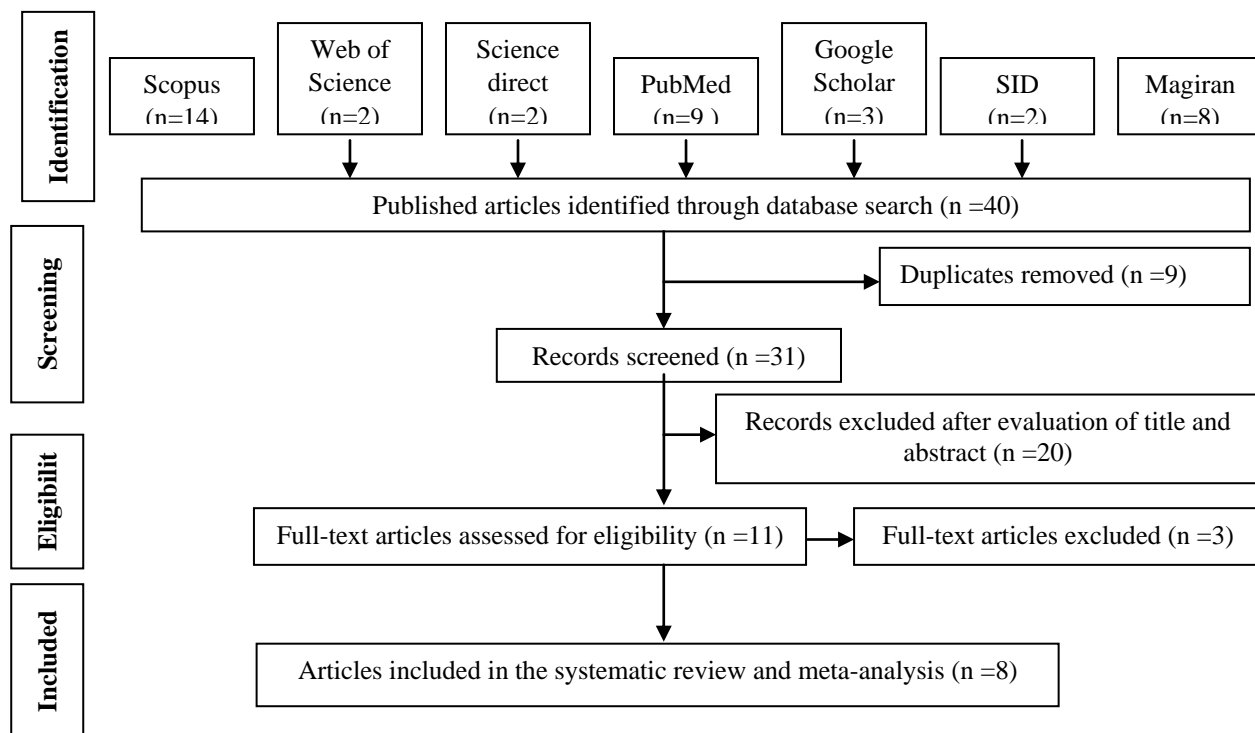 Identification
Scopus
(n=14)
Web of
Science
(n=2)
Science
direct
(n=2)
PubMed
(n=9 )
Google
Scholar
(n=3)
SID
(n=2)
Magiran
(n=8)
Published articles identified through database search (n =40)
Screening
Duplicates removed (n =9)
Records screened (n =31)
Records excluded after evaluation of title and
abstract (n =20)
Eligibilit
Full-text articles assessed for eligibility (n =11)
Full-text articles excluded (n =3)
Included
Articles included in the systematic review and meta-analysis (n =8)